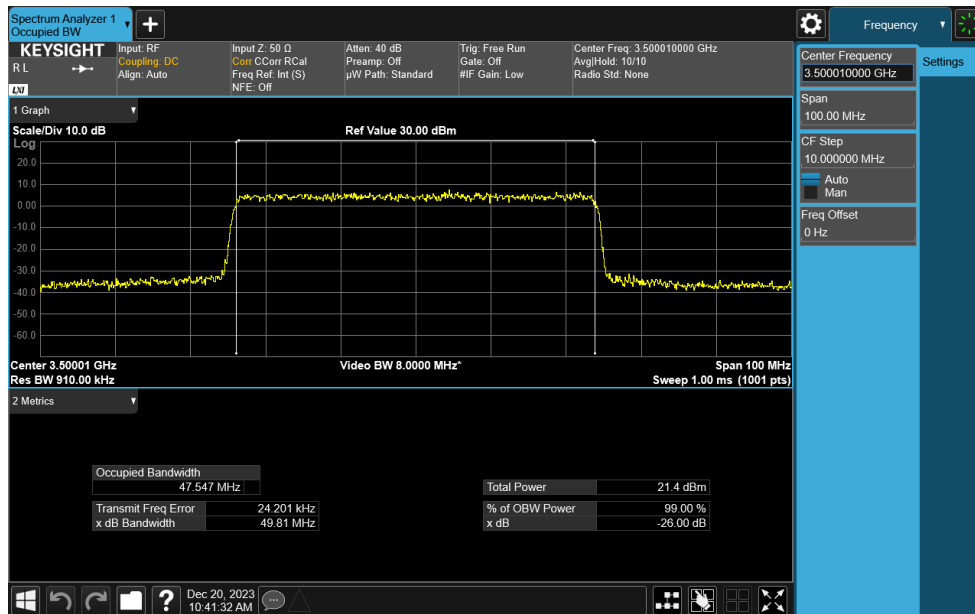 Spectrum Analyzer 1
Occupied BW
+
Frequency
KEYSIGHT
R L
LXI
Input: RF
Coupling: DC
Align: Auto
Input Z: 50 Ω
Corr CCorr RCal
Freq Ref: Int (S)
NFE: Off
Atten: 40 dB
Preamp: Off
µW Path: Standard
Trig: Free Run
Gate: Off
#IF Gain: Low
Center Freq: 3.500010000 GHz
Avg|Hold: 10/10
Radio Std: None
Center Frequency
3.500010000 GHz
Settings
Span
100.00 MHz
CF Step
10.000000 MHz
Auto
Man
Freq Offset
0 Hz
1 Graph
Scale/Div 10.0 dB
Ref Value 30.00 dBm
Log
20.0
10.0
0.00
-10.0
-20.0
-30.0
-40.0
-50.0
-60.0
Center 3.50001 GHz
Video BW 8.0000 MHz*
Span 100 MHz
Res BW 910.00 kHz
Sweep 1.00 ms (1001 pts)
2 Metrics
Occupied Bandwidth
47.547 MHz
Total Power 21.4 dBm
Transmit Freq Error 24.201 kHz
% of OBW Power 99.00 %
x dB Bandwidth 49.81 MHz
x dB -26.00 dB
?
Dec 20, 2023
10:41:32 AM